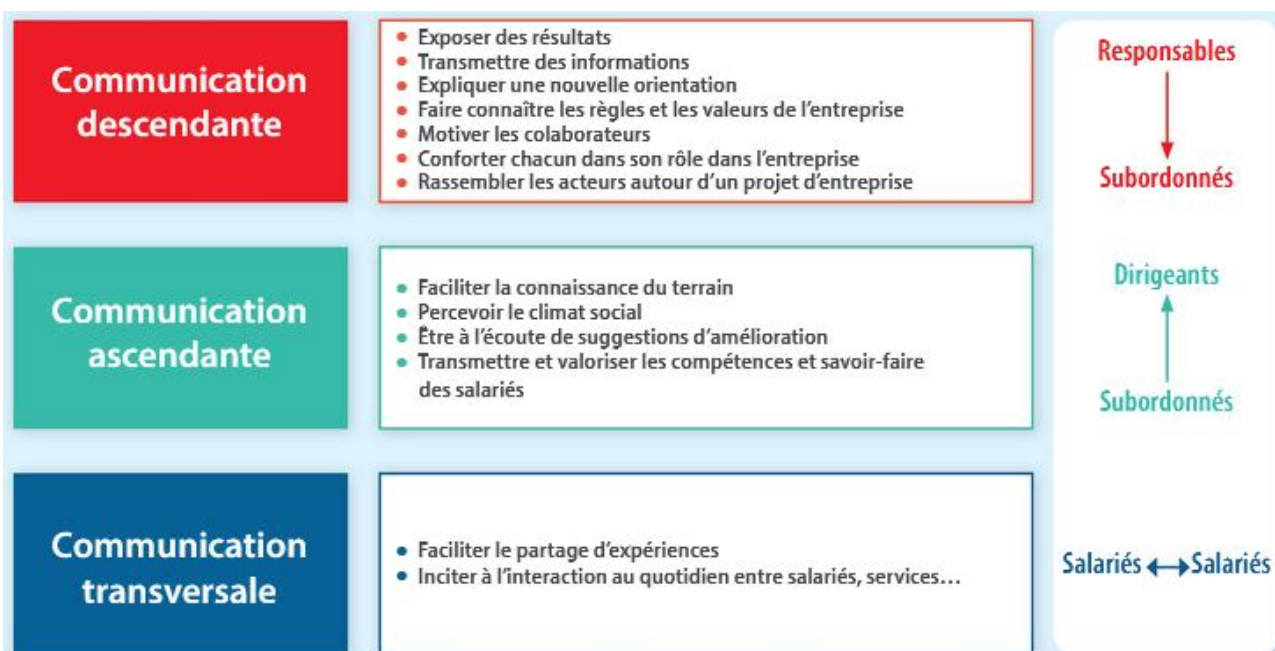 Communication
descendante
• Exposer des résultats
• Transmettre des informations
• Expliquer une nouvelle orientation
• Faire connaître les règles et les valeurs de l'entreprise
• Motiver les colaborateurs
• Conforter chacun dans son rôle dans l'entreprise
• Rassembler les acteurs autour d'un projet d'entreprise
Responsables
Subordonnés
Communication
ascendante
• Faciliter la connaissance du terrain
• Percevoir le climat social
• Être à l'écoute de suggestions d'amélioration
• Transmettre et valoriser les compétences et savoir-faire
des salariés
Dirigeants
Subordonnés
Communication
transversale
• Faciliter le partage d'expériences
• Inciter à l'interaction au quotidien entre salariés, services...
Salariés ↔ Salariés